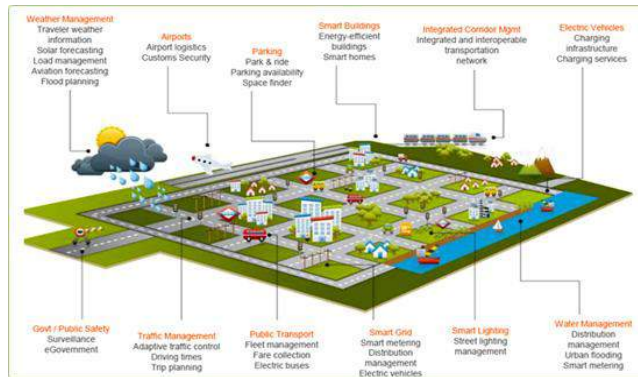 Weather Management
Traveler weather
information
Solar forecasting
Load management
Aviation forecasting
Flood planning
Airports
Airport logistics
Customs Security
Parking
Park & ride
Parking availability
Space finder
Smart Buildings
Energy-efficient
buildings
Smart homes
Integrated Corridor Mgmt
Integrated and interoperable
transportation
network
Electric Vehicles
Charging
infrastructure
Charging services
Govt / Public Safety
Surveillance
eGovernment
Traffic Management
Adaptive traffic control
Driving times
Trip planning
Public Transport
Fleet management
Fare collection
Electric buses
Smart Grid
Smart metering
Distribution
management
Electric vehicles
Smart Lighting
Street lighting
management
Water Management
Distribution
management
Urban flooding
Smart metering